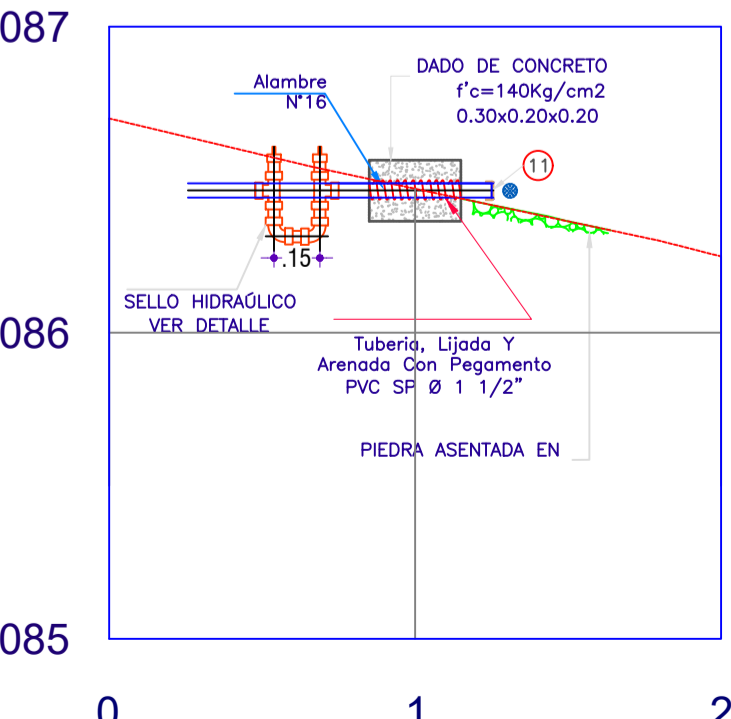 087
DADO DE CONCRETO
f'c=140Kg/cm2
0.30x0.20x0.20
Alambre
N°16
11
.15
SELLO HIDRAÚLICO
VER DETALLE
086
Tuberia, Lijada Y
Arenada Con Pegamento
PVC SP Ø 1 1/2"
PIEDRA ASENTADA EN
085
0 1 2